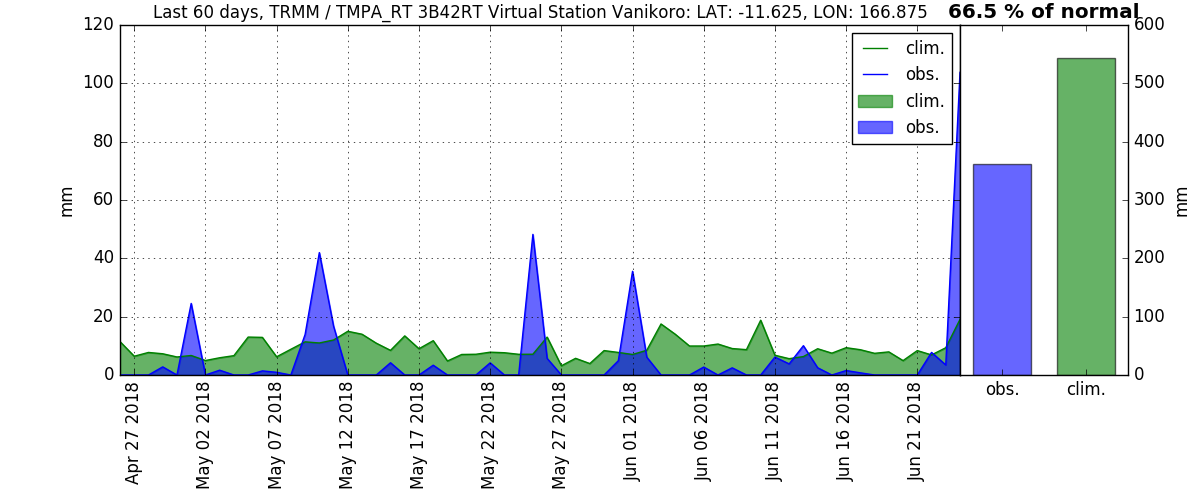 Last 60 days, TRMM / TMPA_RT 3B42RT Virtual Station Vanikoro: LAT: -11.625, LON: 166.875
66.5 % of normal
120
100
80
60
40
20
0
mm
clim.
obs.
clim.
obs.
600
500
400
300
200
100
0
mm
obs.
clim.
Apr 27 2018
May 02 2018
May 07 2018
May 12 2018
May 17 2018
May 22 2018
May 27 2018
Jun 01 2018
Jun 06 2018
Jun 11 2018
Jun 16 2018
Jun 21 2018